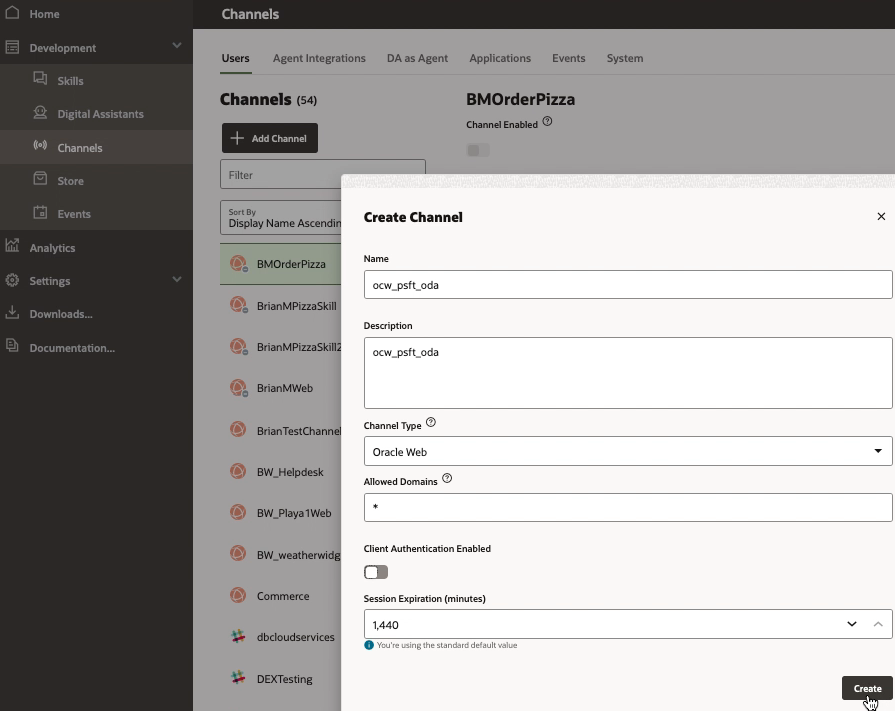 Home
Development
Skills
Digital Assistants
Channels
Store
Events
Analytics
Settings
Downloads...
Documentation...
Channels
Users
Agent Integrations
DA as Agent
Applications
Events
System
Channels (54)
Add Channel
Filter
Sort By
Display Name Ascendin
BMOrderPizza
BrianMPizzaSkill
BrianMPizzaSkill2
BrianMWeb
BrianTestChannel
BW_Helpdesk
BW_Playa1Web
BW_weatherwidg
Commerce
dbcloudservices
DEXTesting
BMOrderPizza
Channel Enabled ?
Create Channel
Name
ocw_psft_oda
Description
ocw_psft_oda
Channel Type ?
Oracle Web
Allowed Domains ?
*
Client Authentication Enabled
Session Expiration (minutes)
1,440
You're using the standard default value
Create